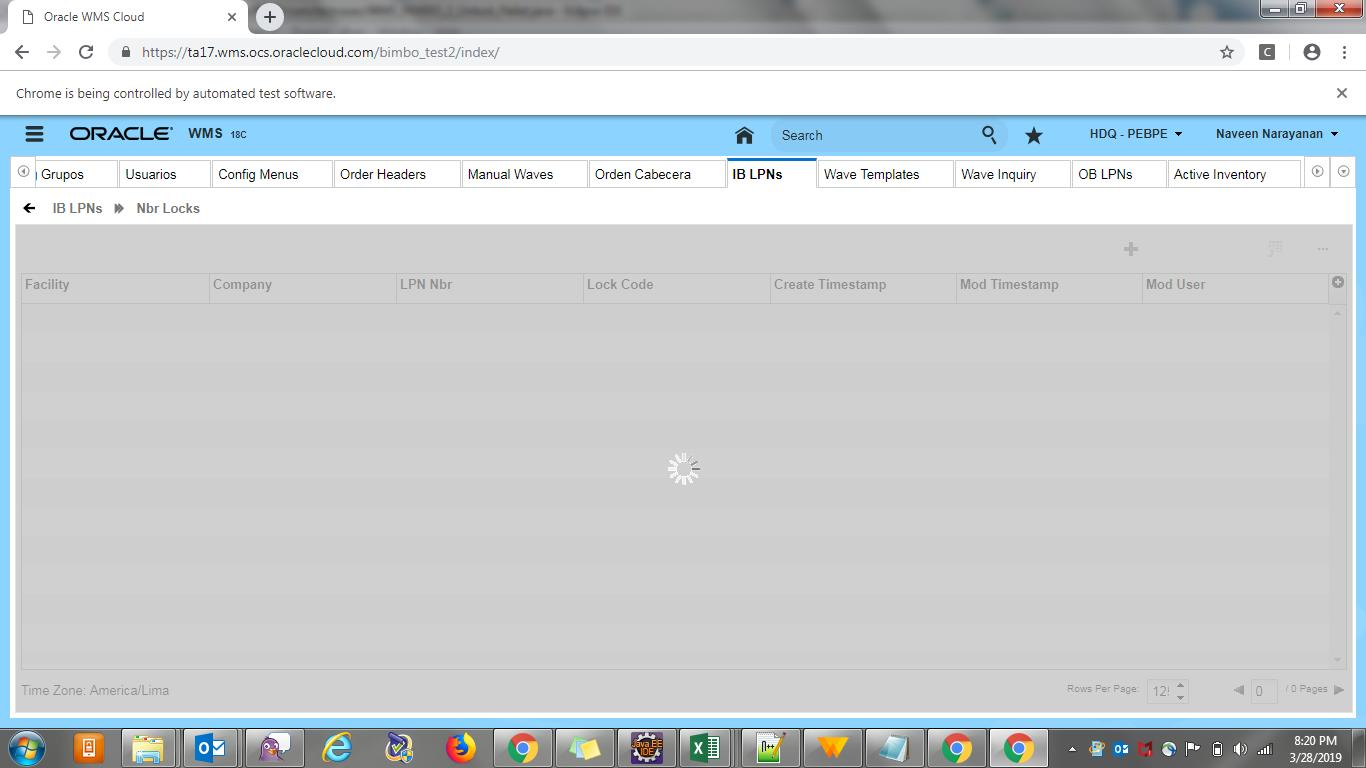 Oracle WMS Cloud
https://ta17.wms.ocs.oraclecloud.com/bimbo_test2/index/
C
Chrome is being controlled by automated test software.
ORACLE WMS 18C Search HDQ - PEBPE Naveen Narayanan
Grupos Usuarios Config Menus Order Headers Manual Waves Orden Cabecera IB LPNs Wave Templates Wave Inquiry OB LPNs Active Inventory
IB LPNs Nbr Locks
Facility Company LPN Nbr Lock Code Create Timestamp Mod Timestamp Mod User
Time Zone: America/Lima Rows Per Page: 0 / 0 Pages
8:20 PM
3/28/2019